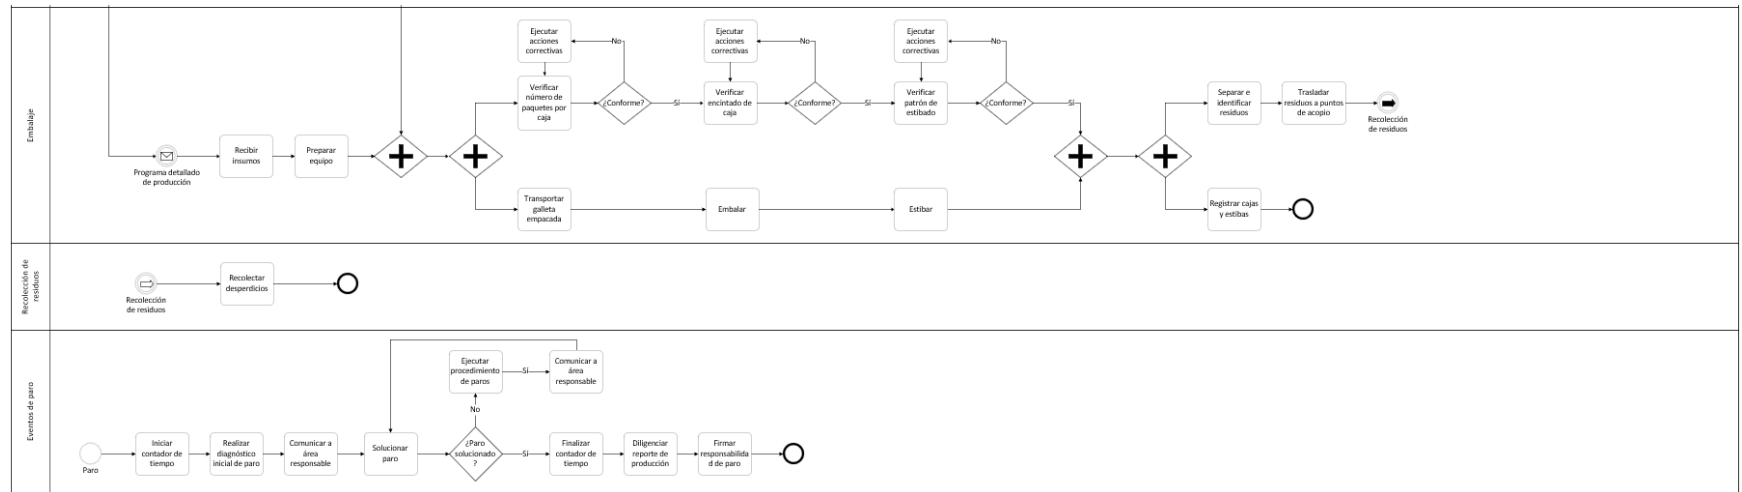 Embalaje
Programa detallado
de producción
Recibir
insumos
Preparar
equipo
Ejecutar
acciones
correctivas
No
Verificar
número de
paquetes por
caja
¿Conforme?
Sí
Ejecutar
acciones
correctivas
No
Verificar
encintado de
caja
¿Conforme?
Sí
Ejecutar
acciones
correctivas
No
Verificar
patrón de
estibado
¿Conforme?
Sí
Transportar
galleta
empacada
Embalar
Estibar
Separar e
identificar
residuos
Trasladar
residuos a puntos
de acopio
Recolección
de residuos
Registrar cajas
y estibas
Recolección de
residuos
Recolección
de residuos
Recolectar
desperdicios
Eventos de paro
Paro
Iniciar
contador de
tiempo
Realizar
diagnóstico
inicial de paro
Comunicar a
área
responsable
Solucionar
paro
¿Paro
solucionado
?
No
Ejecutar
procedimiento
de paros
Sí
Comunicar a
área
responsable
Sí
Finalizar
contador de
tiempo
Diligenciar
reporte de
producción
Firmar
responsabilida
d de paro